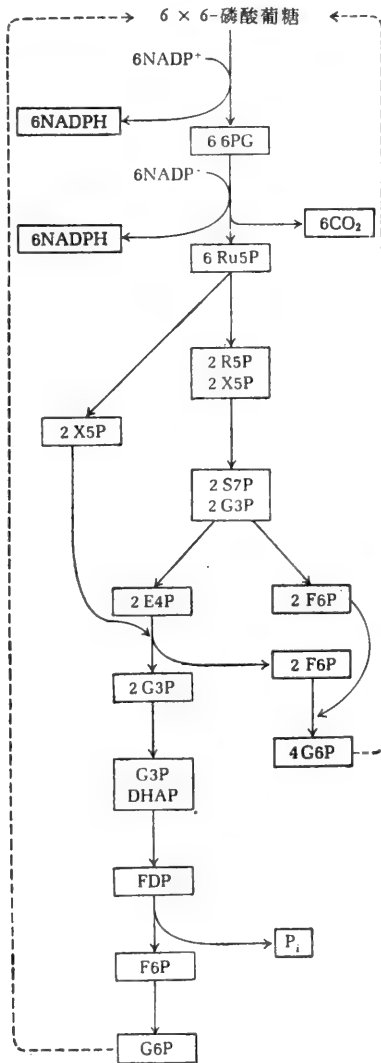 6 × 6-磷酸葡糖
6NADP⁺
6NADPH
6 6PG
6NADP⁻
6CO₂
6NADPH
6 Ru5P
2 R5P
2 X5P
2 X5P
2 S7P
2 G3P
2 E4P
2 F6P
2 F6P
2 G3P
4G6P
G3P
DHAP
FDP
Pᵢ
F6P
G6P